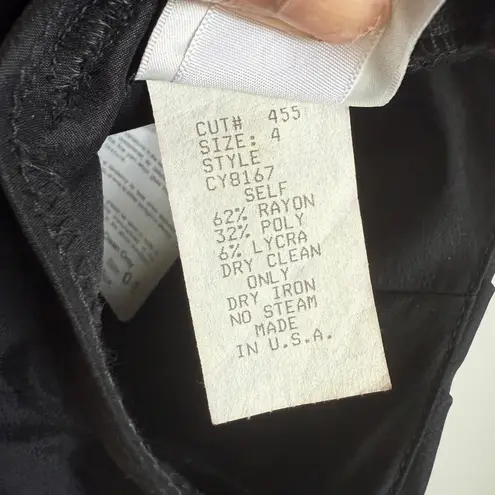 CUT# 455
SIZE: 4
STYLE
CY8167
SELF
62% RAYON
32% POLY
6% LYCRA
DRY CLEAN
ONLY
DRY IRON
NO STEAM
MADE
IN U.S.A.